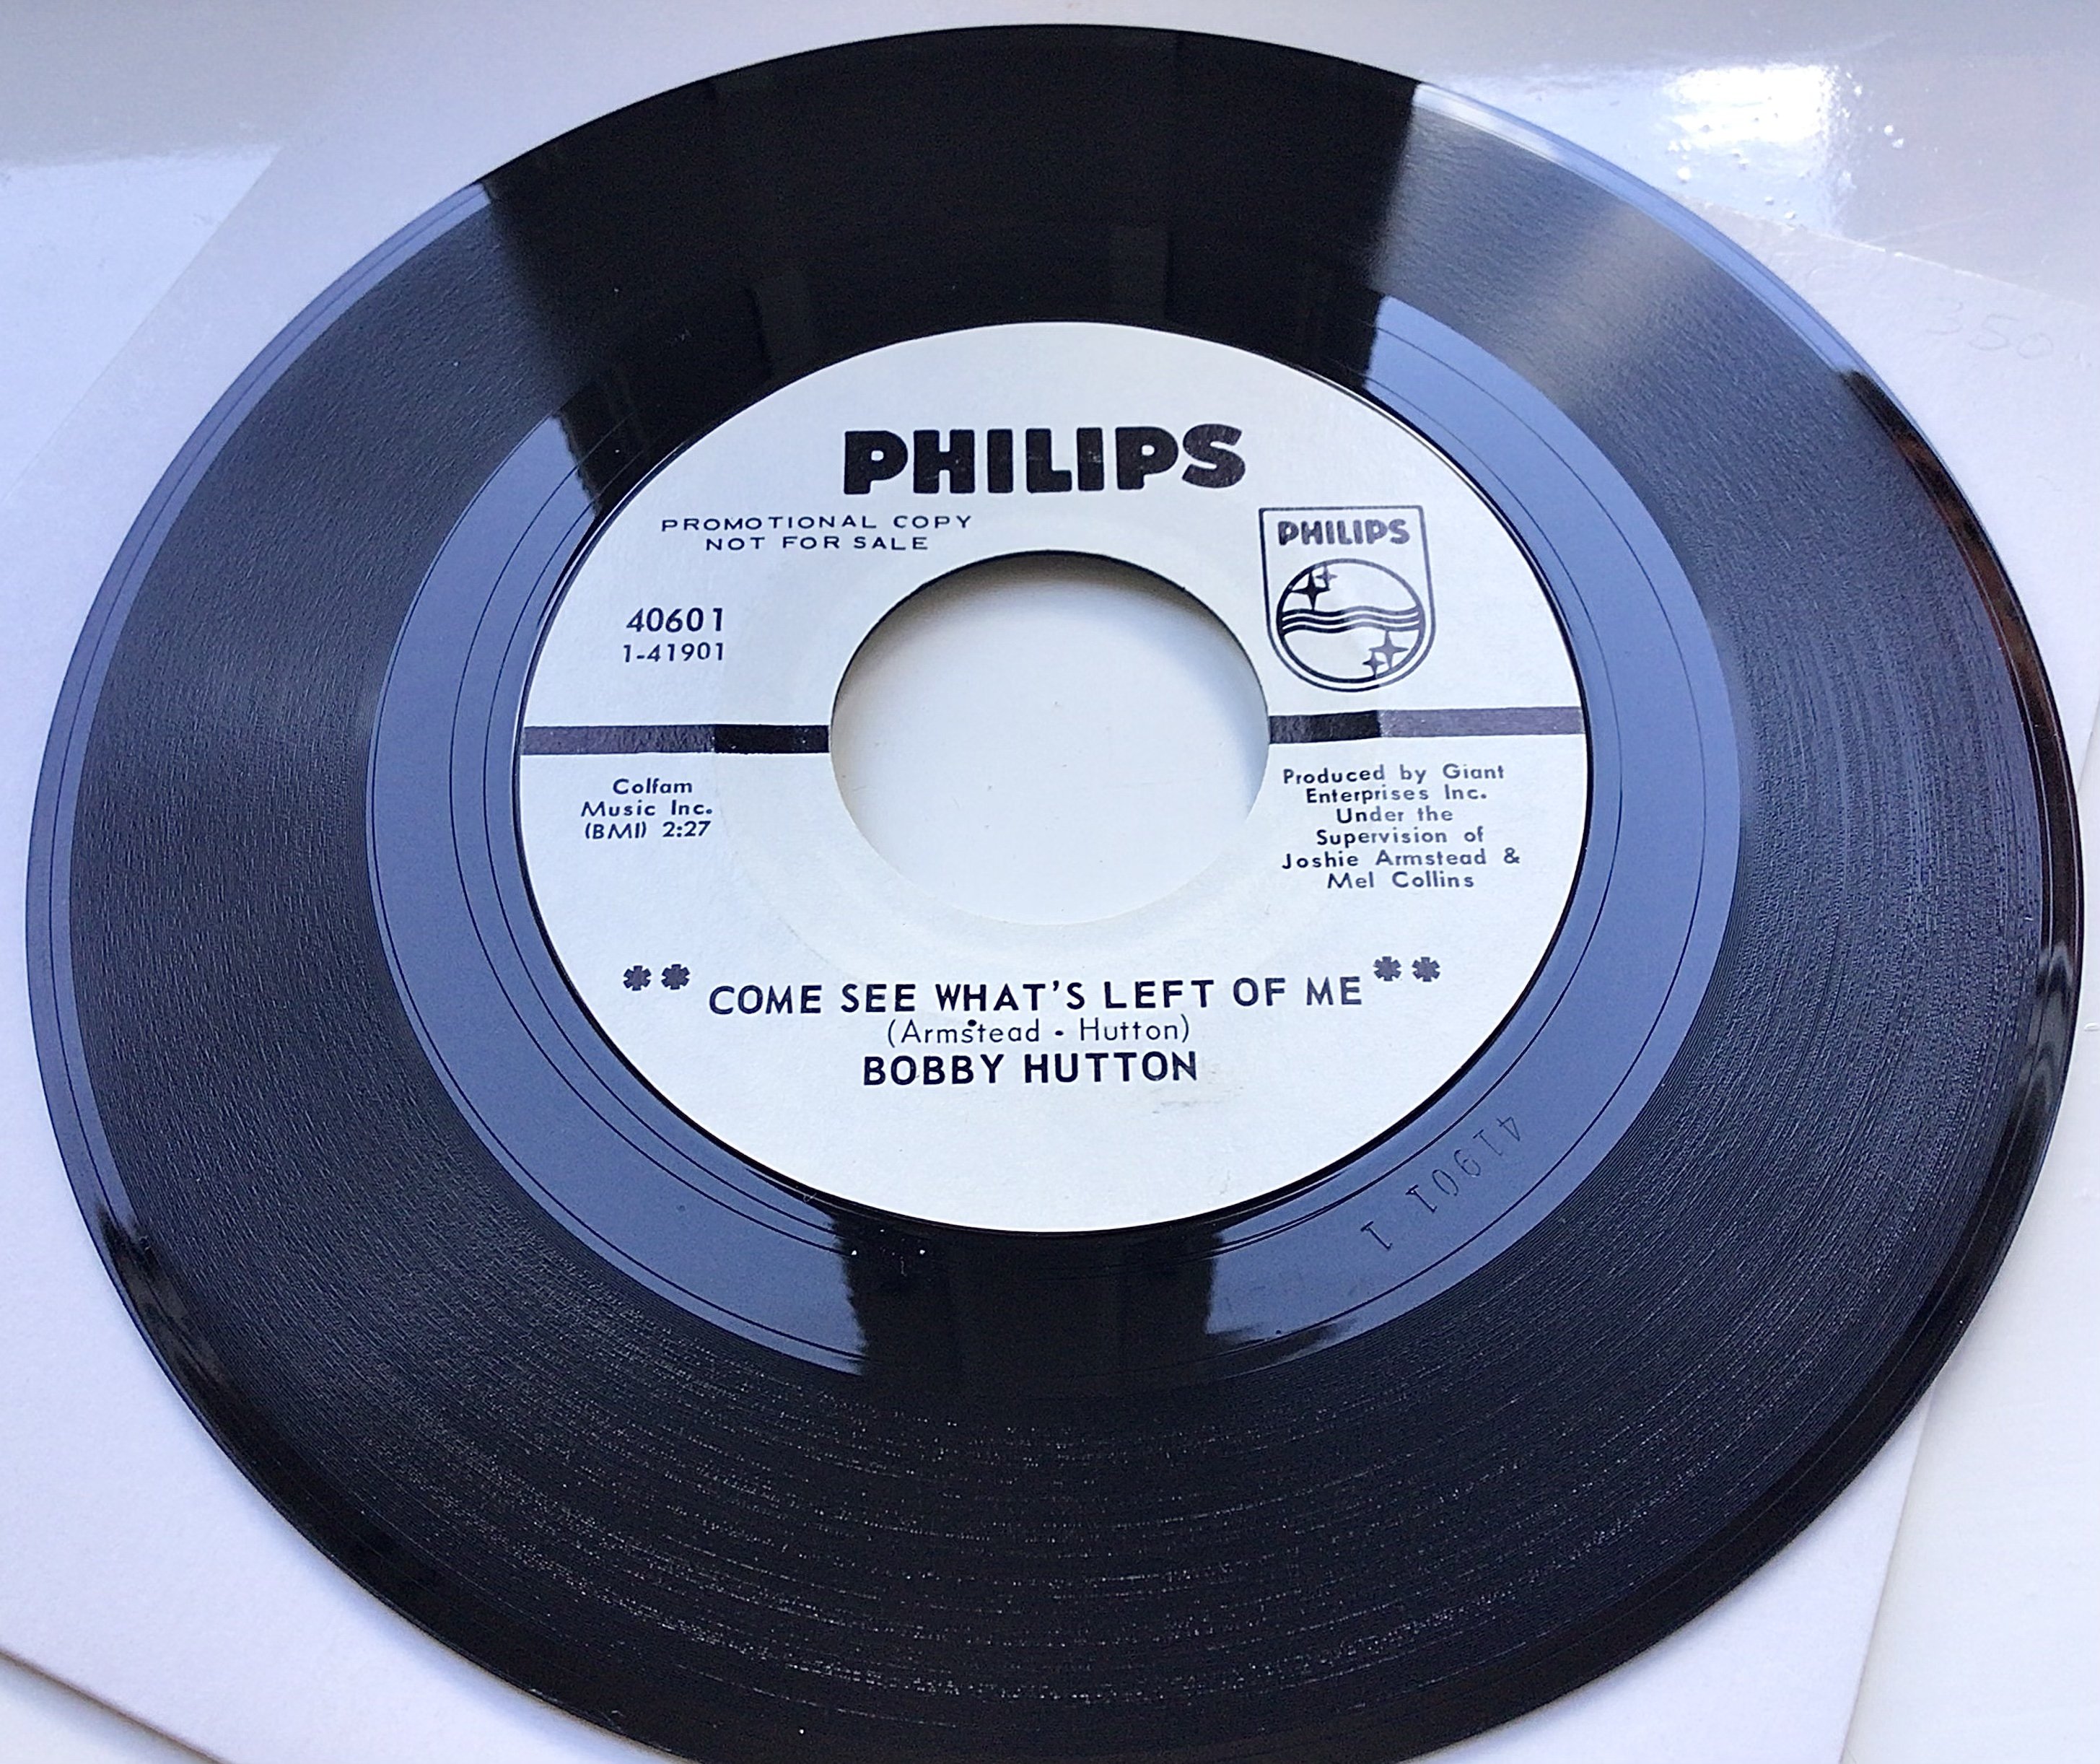 PHILIPS
PROMOTIONAL COPY
NOT FOR SALE
PHILIPS
40601
1-41901
Colfam
Music Inc.
(BMI) 2:27
Produced by Giant
Enterprises Inc.
Under the
Supervision of
Joshie Armstead &
Mel Collins
** COME SEE WHAT'S LEFT OF ME **
(Armstead - Hutton)
BOBBY HUTTON
41901 1
350